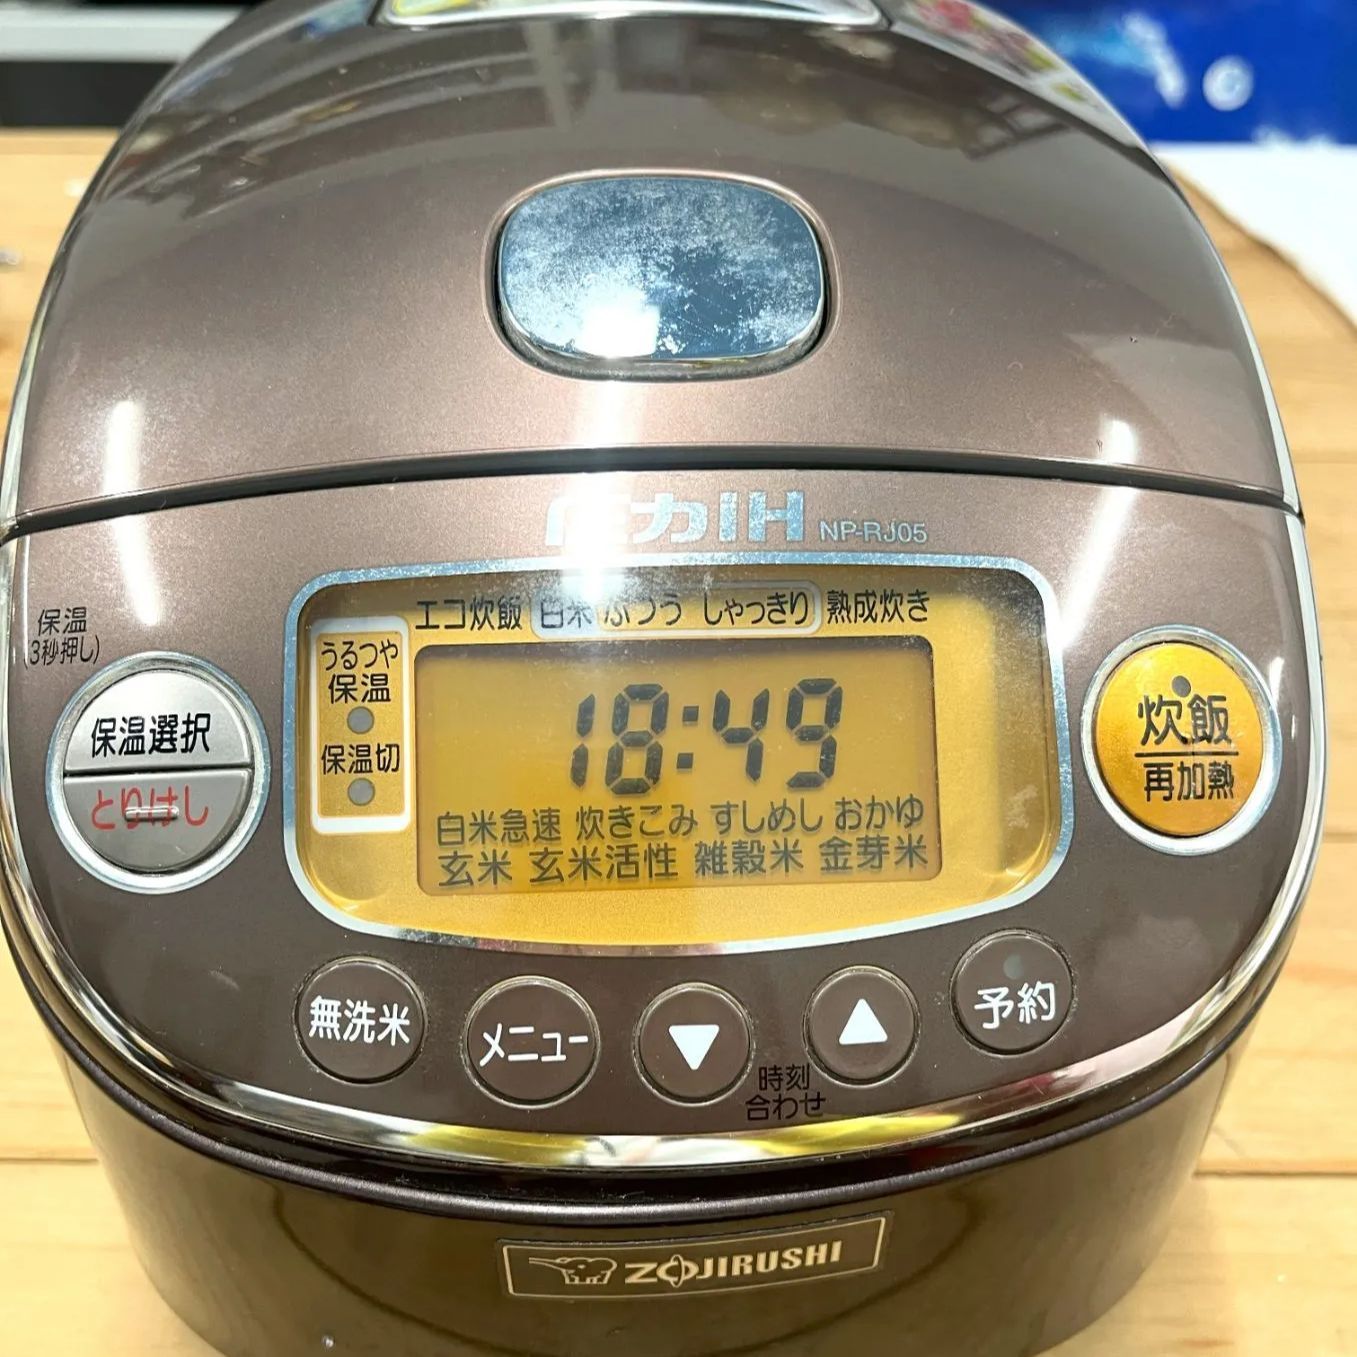 圧力IH NP-RJ05
エコ炊飯 白米 ふつう しゃっきり 熟成炊き
保温
(3秒押し)
保温選択
とりけし
うるつや
保温
保温切
18:49
白米急速 炊きこみ すしめし おかゆ
玄米 玄米活性 雑穀米 金芽米
炊飯
再加熱
無洗米
メニュー
▼
▲
時刻
合わせ
予約
ZOJIRUSHI